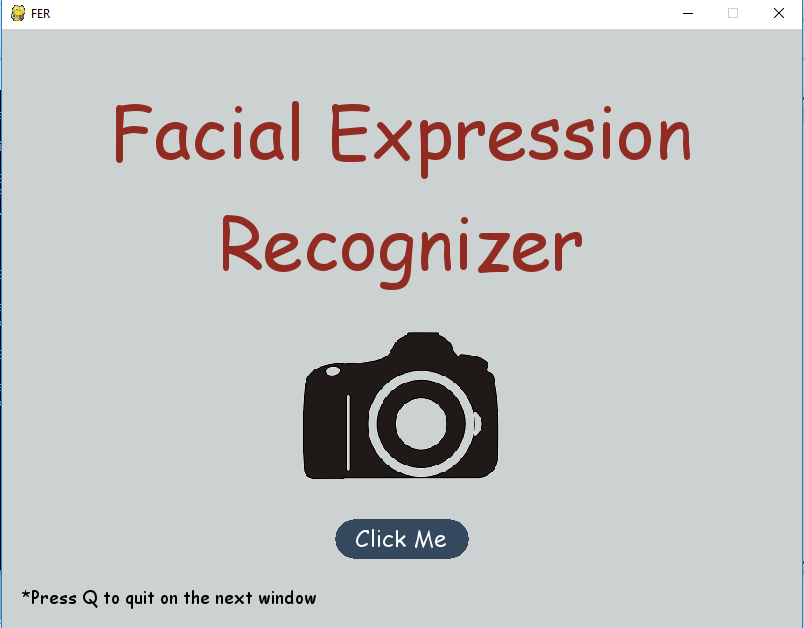 FER
Facial Expression
Recognizer
Click Me
*Press Q to quit on the next window